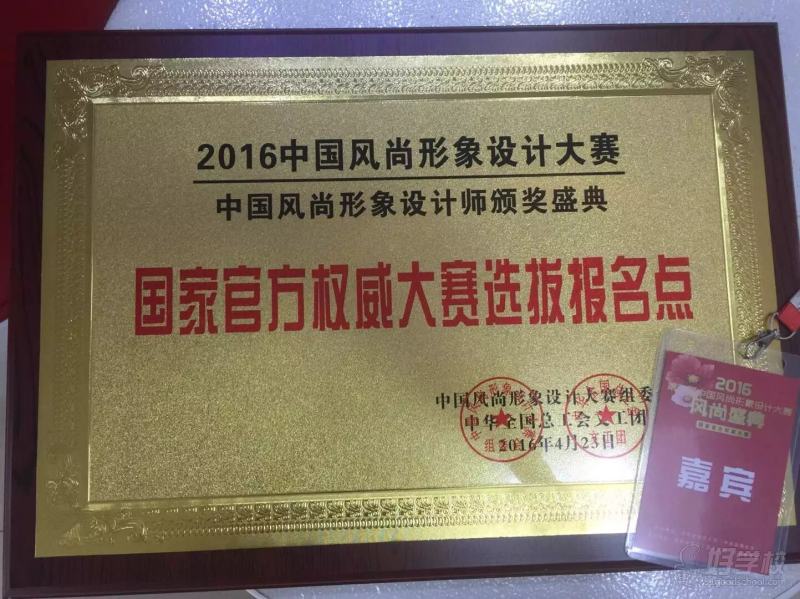 2016中国风尚形象设计大赛
中国风尚形象设计师颁奖盛典
国家官方权威大赛选拔报名点
中国风尚形象设计大赛组委
中华全国总工会文工团
2016年4月23日
2016
中国风尚形象设计大赛
风尚盛典
嘉宾
好学校